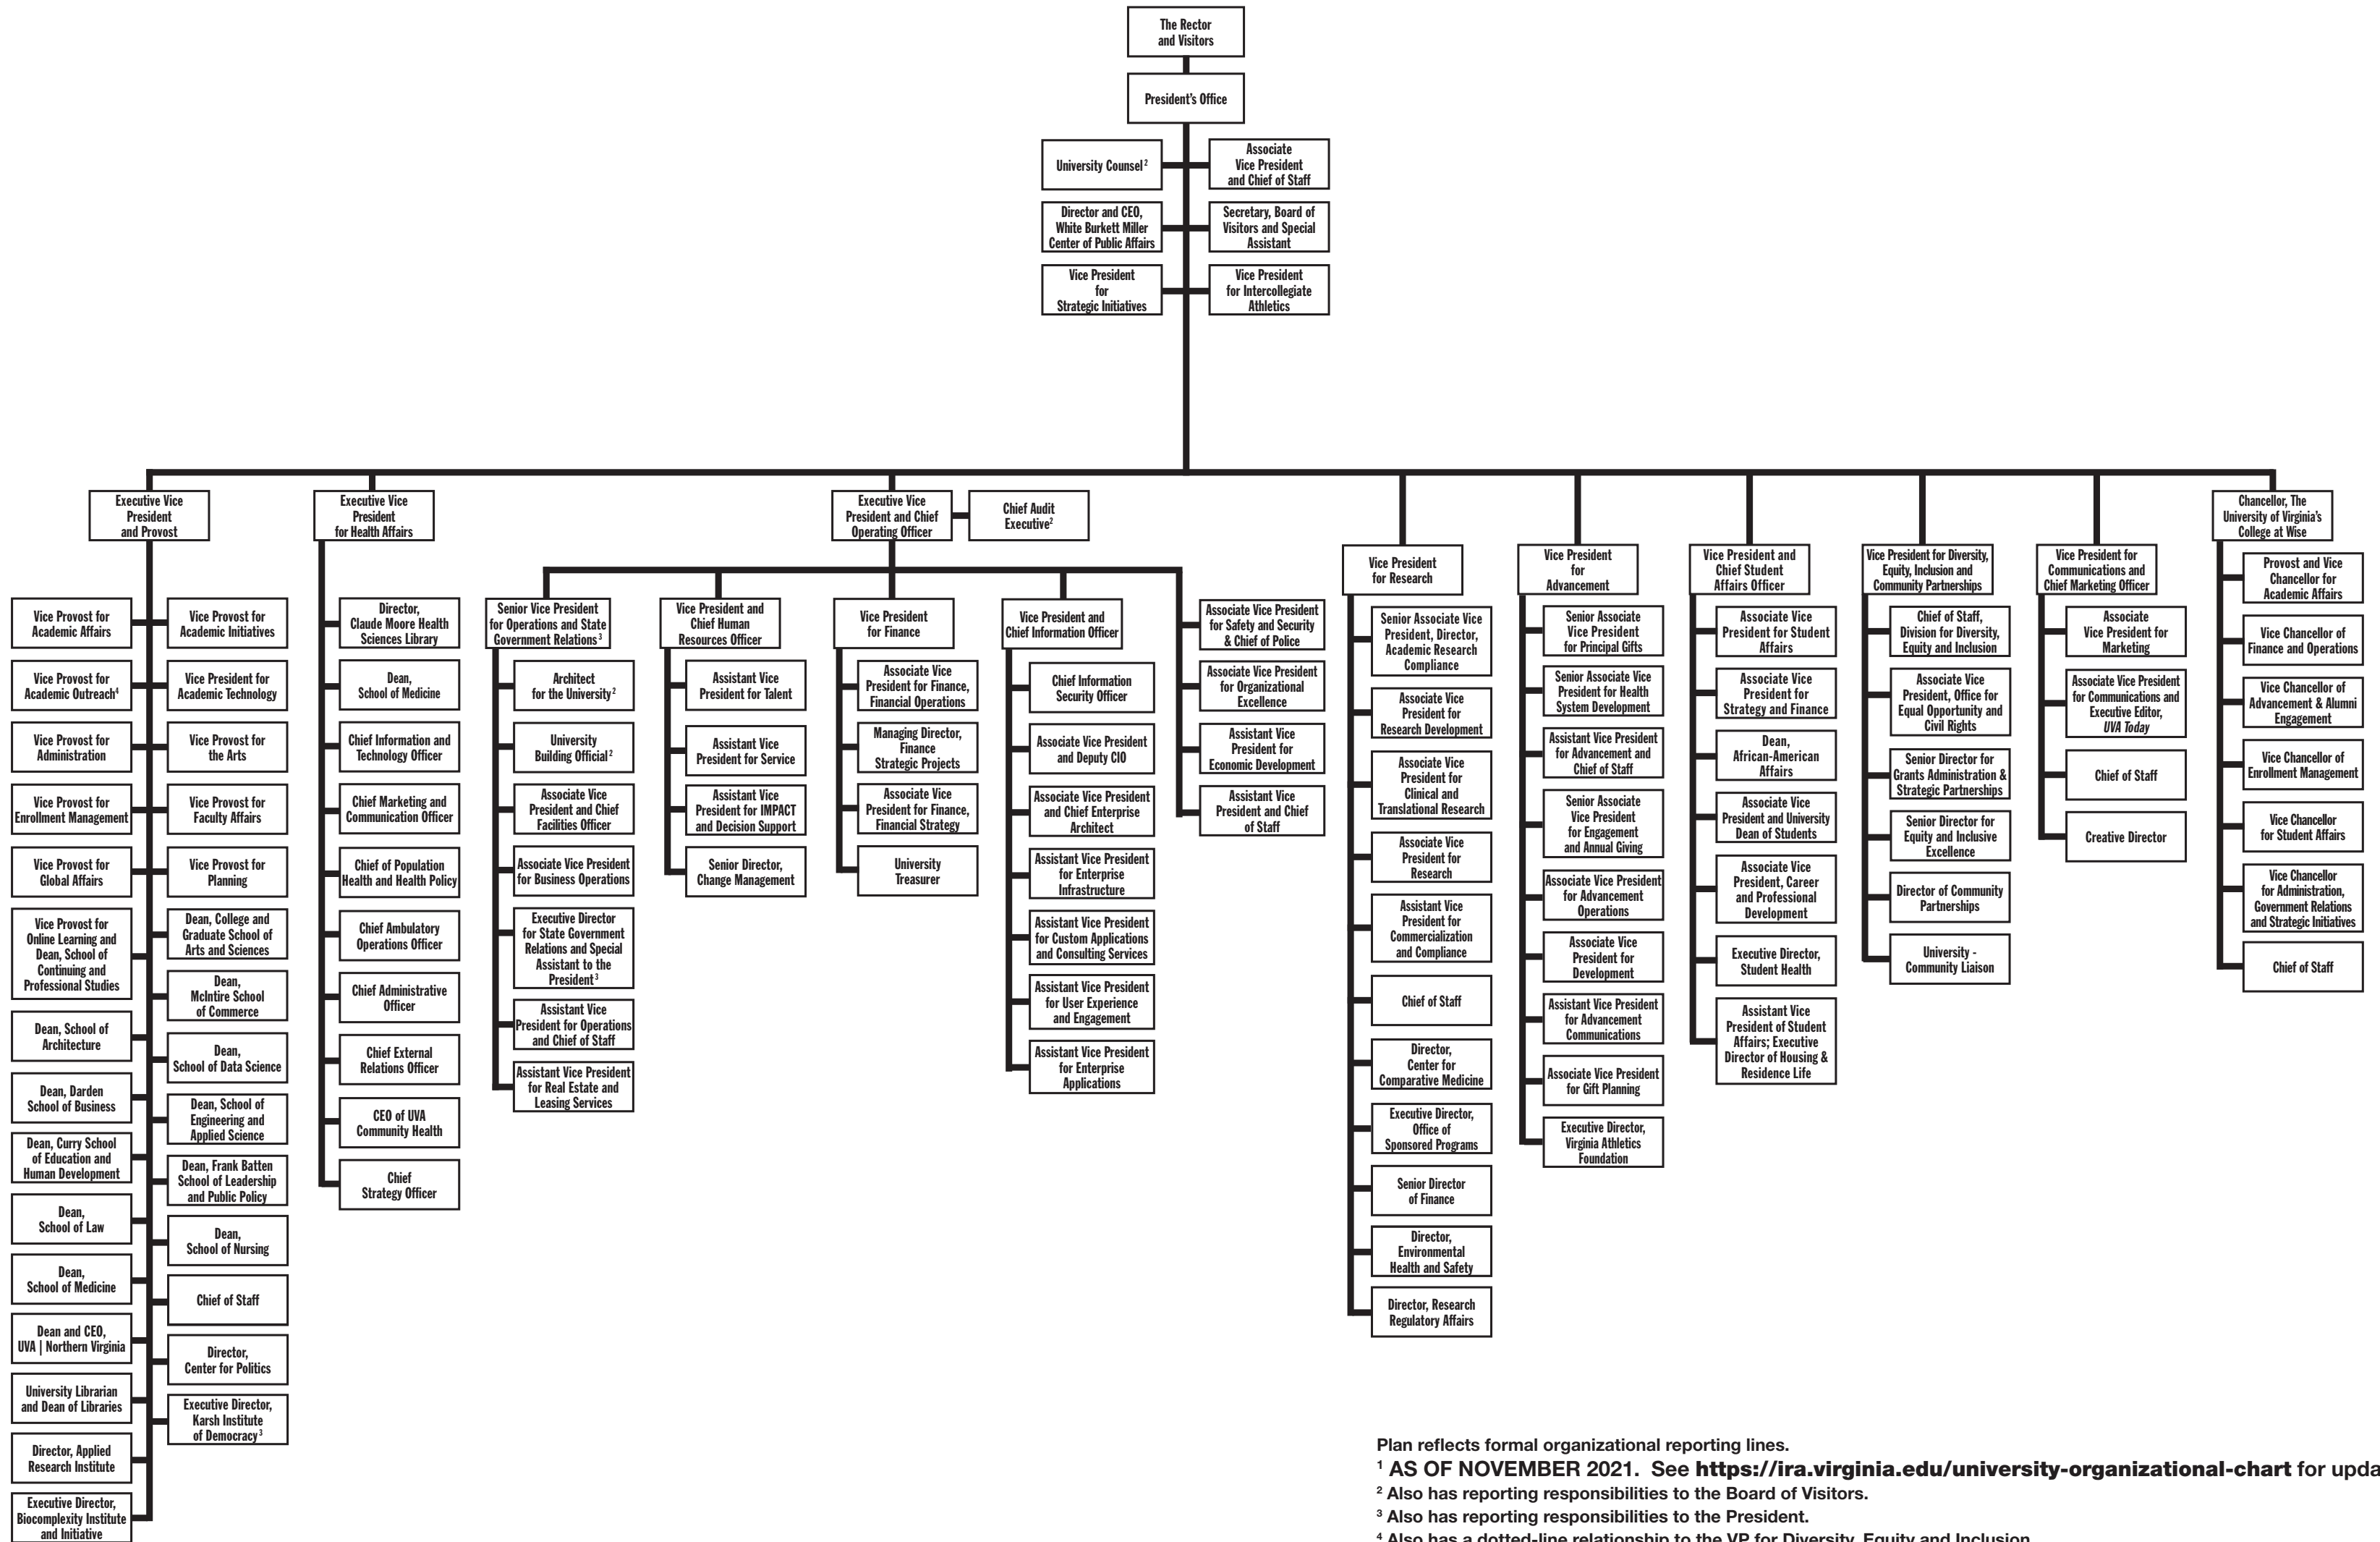 The Rector
and Visitors
President's Office
University Counsel 2
Associate
Vice President
and Chief of Staff
Director and CEO,
White Burkett Miller
Center of Public Affairs
Secretary, Board of
Visitors and Special
Assistant
Vice President
for
Strategic Initiatives
Vice President
for Intercollegiate
Athletics
Executive Vice
President
and Provost
Vice Provost for
Academic Affairs
Vice Provost for
Academic Initiatives
Vice Provost for
Academic Outreach4
Vice President for
Academic Technology
Vice Provost for
Administration
Vice Provost for
the Arts
Vice Provost for
Enrollment Management
Vice Provost for
Faculty Affairs
Vice Provost for
Global Affairs
Vice Provost for
Planning
Vice Provost for
Online Learning and
Dean, School of
Continuing and
Professional Studies
Dean, College and
Graduate School of
Arts and Sciences
Dean,
McIntire School
of Commerce
Dean, School of
Architecture
Dean,
School of Data Science
Dean, Darden
School of Business
Dean, School of
Engineering and
Applied Science
Dean, Curry School
of Education and
Human Development
Dean, Frank Batten
School of Leadership
and Public Policy
Dean,
School of Law
Dean,
School of Nursing
Dean,
School of Medicine
Chief of Staff
Dean and CEO,
UVA | Northern Virginia
Director,
Center for Politics
University Librarian
and Dean of Libraries
Executive Director,
Karsh Institute
of Democracy 3
Director, Applied
Research Institute
Executive Director,
Biocomplexity Institute
and Initiative
Executive Vice
President
for Health Affairs
Director,
Claude Moore Health
Sciences Library
Dean,
School of Medicine
Chief Information and
Technology Officer
Chief Marketing and
Communication Officer
Chief of Population
Health and Health Policy
Chief Ambulatory
Operations Officer
Chief Administrative
Officer
Chief External
Relations Officer
CEO of UVA
Community Health
Chief
Strategy Officer
Executive Vice
President and Chief
Operating Officer
Chief Audit
Executive2
Senior Vice President
for Operations and State
Government Relations 3
Architect
for the University 2
University
Building Official 2
Associate Vice
President and Chief
Facilities Officer
Associate Vice President
for Business Operations
Executive Director
for State Government
Relations and Special
Assistant to the
President 3
Assistant Vice
President for Operations
and Chief of Staff
Assistant Vice President
for Real Estate and
Leasing Services
Vice President and
Chief Human
Resources Officer
Assistant Vice
President for Talent
Assistant Vice
President for Service
Assistant Vice
President for IMPACT
and Decision Support
Senior Director,
Change Management
Vice President
for Finance
Associate Vice
President for Finance,
Financial Operations
Managing Director,
Finance
Strategic Projects
Associate Vice
President for Finance,
Financial Strategy
University
Treasurer
Vice President and
Chief Information Officer
Chief Information
Security Officer
Associate Vice President
and Deputy CIO
Associate Vice President
and Chief Enterprise
Architect
Assistant Vice President
for Enterprise
Infrastructure
Assistant Vice President
for Custom Applications
and Consulting Services
Assistant Vice President
for User Experience
and Engagement
Assistant Vice President
for Enterprise
Applications
Associate Vice President
for Safety and Security
& Chief of Police
Associate Vice President
for Organizational
Excellence
Assistant Vice
President for
Economic Development
Assistant Vice
President and Chief
of Staff
Vice President
for Research
Senior Associate Vice
President, Director,
Academic Research
Compliance
Associate Vice
President for
Research Development
Associate Vice
President for
Clinical and
Translational Research
Associate Vice
President for
Research
Assistant Vice
President for
Commercialization
and Compliance
Chief of Staff
Director,
Center for
Comparative Medicine
Executive Director,
Office of
Sponsored Programs
Senior Director
of Finance
Director,
Environmental
Health and Safety
Director, Research
Regulatory Affairs
Vice President
for
Advancement
Senior Associate
Vice President
for Principal Gifts
Senior Associate Vice
President for Health
System Development
Assistant Vice President
for Advancement and
Chief of Staff
Senior Associate
Vice President
for Engagement
and Annual Giving
Associate Vice President
for Advancement
Operations
Associate Vice
President for
Development
Assistant Vice President
for Advancement
Communications
Associate Vice President
for Gift Planning
Executive Director,
Virginia Athletics
Foundation
Vice President and
Chief Student
Affairs Officer
Associate Vice
President for Student
Affairs
Associate Vice
President for
Strategy and Finance
Dean,
African-American
Affairs
Associate Vice
President and University
Dean of Students
Associate Vice
President, Career
and Professional
Development
Executive Director,
Student Health
Assistant Vice
President of Student
Affairs; Executive
Director of Housing &
Residence Life
Vice President for Diversity,
Equity, Inclusion and
Community Partnerships
Chief of Staff,
Division for Diversity,
Equity and Inclusion
Associate Vice
President, Office for
Equal Opportunity and
Civil Rights
Senior Director for
Grants Administration &
Strategic Partnerships
Senior Director for
Equity and Inclusive
Excellence
Director of Community
Partnerships
University -
Community Liaison
Vice President for
Communications and
Chief Marketing Officer
Associate
Vice President for
Marketing
Associate Vice President
for Communications and
Executive Editor,
UVA Today
Chief of Staff
Creative Director
Chancellor, The
University of Virginia's
College at Wise
Provost and Vice
Chancellor for
Academic Affairs
Vice Chancellor of
Finance and Operations
Vice Chancellor of
Advancement & Alumni
Engagement
Vice Chancellor of
Enrollment Management
Vice Chancellor
for Student Affairs
Vice Chancellor
for Administration,
Government Relations
and Strategic Initiatives
Chief of Staff
Plan reflects formal organizational reporting lines.
1 AS OF NOVEMBER 2021. See https://ira.virginia.edu/university-organizational-chart for upda
2 Also has reporting responsibilities to the Board of Visitors.
3 Also has reporting responsibilities to the President.
4 Also has a dotted-line relationship to the VP for Diversity, Equity and Inclusion